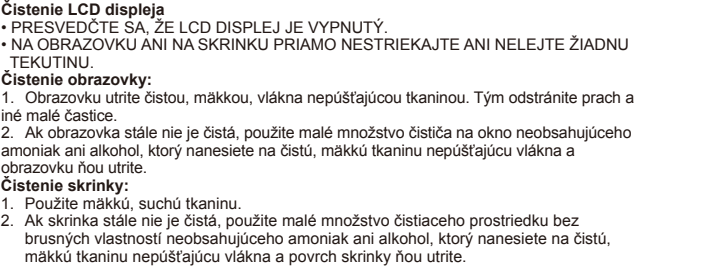 Čistenie LCD displeja
• PRESVEDČTE SA, ŽE LCD DISPLEJ JE VYPNUTÝ.
• NA OBRAZOVKU ANI NA SKRINKU PRIAMO NESTRIEKAJTE ANI NELEJTE ŽIADNU
TEKUTINU.
Čistenie obrazovky:
1. Obrazovku utrite čistou, mäkkou, vlákna nepúšťajúcou tkaninou. Tým odstránite prach a
iné malé častice.
2. Ak obrazovka stále nie je čistá, použite malé množstvo čističa na okno neobsahujúceho
amoniak ani alkohol, ktorý nanesiete na čistú, mäkkú tkaninu nepúšťajúcu vlákna a
obrazovku ňou utrite.
Čistenie skrinky:
1. Použite mäkkú, suchú tkaninu.
2. Ak skrinka stále nie je čistá, použite malé množstvo čistiaceho prostriedku bez
brusných vlastností neobsahujúceho amoniak ani alkohol, ktorý nanesiete na čistú,
mäkkú tkaninu nepúšťajúcu vlákna a povrch skrinky ňou utrite.